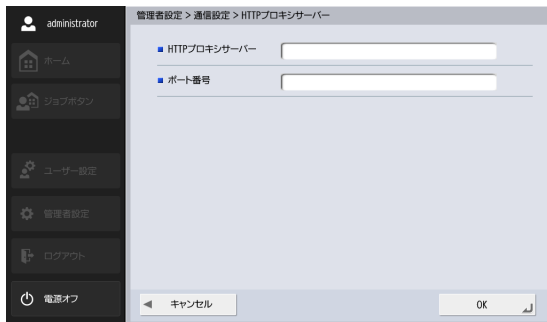 administrator
ホーム
ジョブボタン
ユーザー設定
管理者設定
ログアウト
電源オフ
管理者設定 > 通信設定 > HTTPプロキシサーバー
HTTPプロキシサーバー
ポート番号
キャンセル
OK